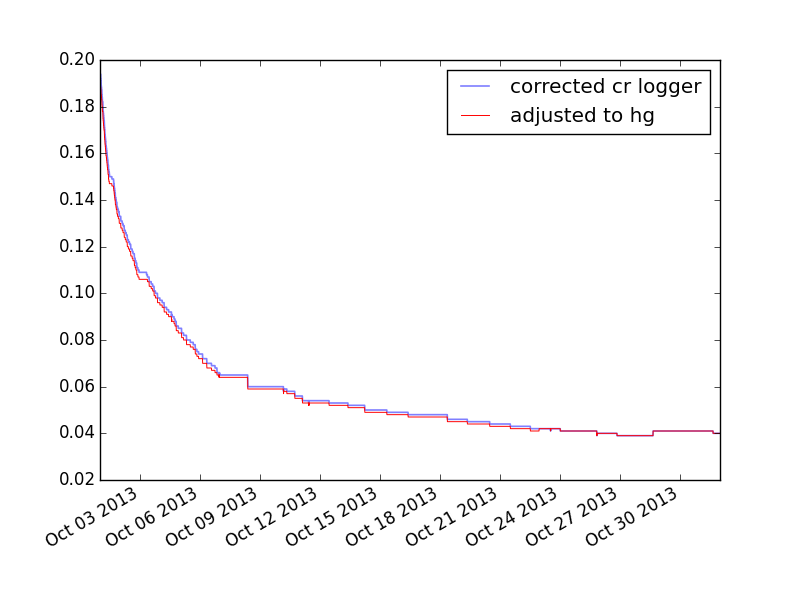 0.20
0.18
0.16
0.14
0.12
0.10
0.08
0.06
0.04
0.02
corrected cr logger
adjusted to hg
Oct 03 2013
Oct 06 2013
Oct 09 2013
Oct 12 2013
Oct 15 2013
Oct 18 2013
Oct 21 2013
Oct 24 2013
Oct 27 2013
Oct 30 2013